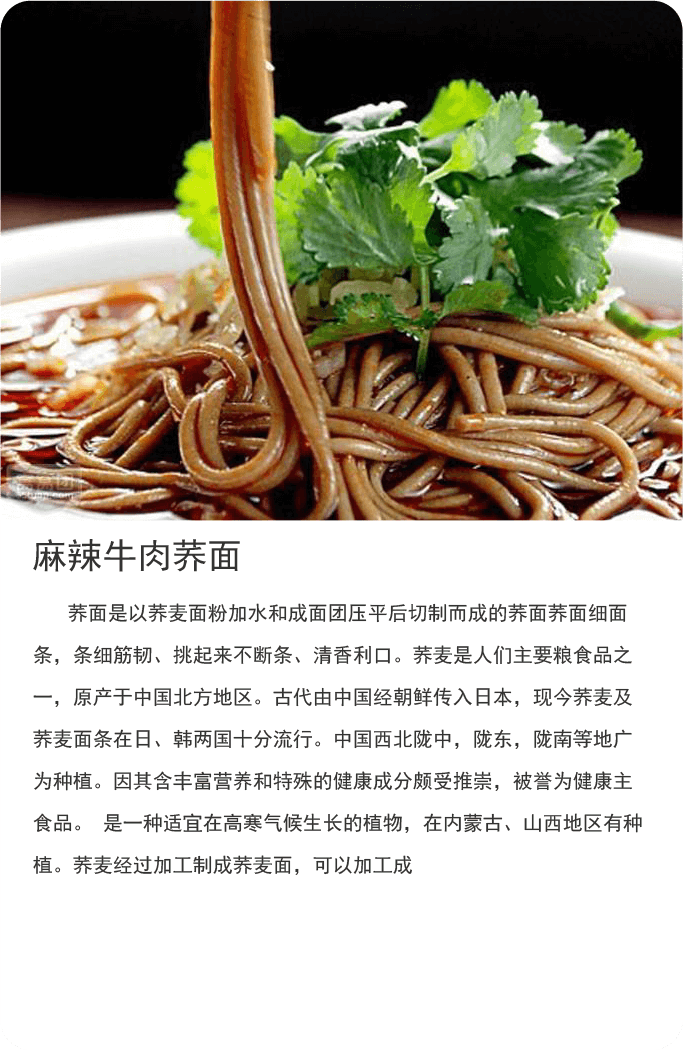 麻辣牛肉荞面
荞面是以荞麦面粉加水和成面团压平后切制而成的荞面荞面细面
条，条细筋韧、挑起来不断条、清香利口。荞麦是人们主要粮食品之
一，原产于中国北方地区。古代由中国经朝鲜传入日本，现今荞麦及
荞麦面条在日、韩两国十分流行。中国西北陇中，陇东，陇南等地广
为种植。因其含丰富营养和特殊的健康成分颇受推崇，被誉为健康主
食品。 是一种适宜在高寒气候生长的植物，在内蒙古、山西地区有种
植。荞麦经过加工制成荞麦面，可以加工成